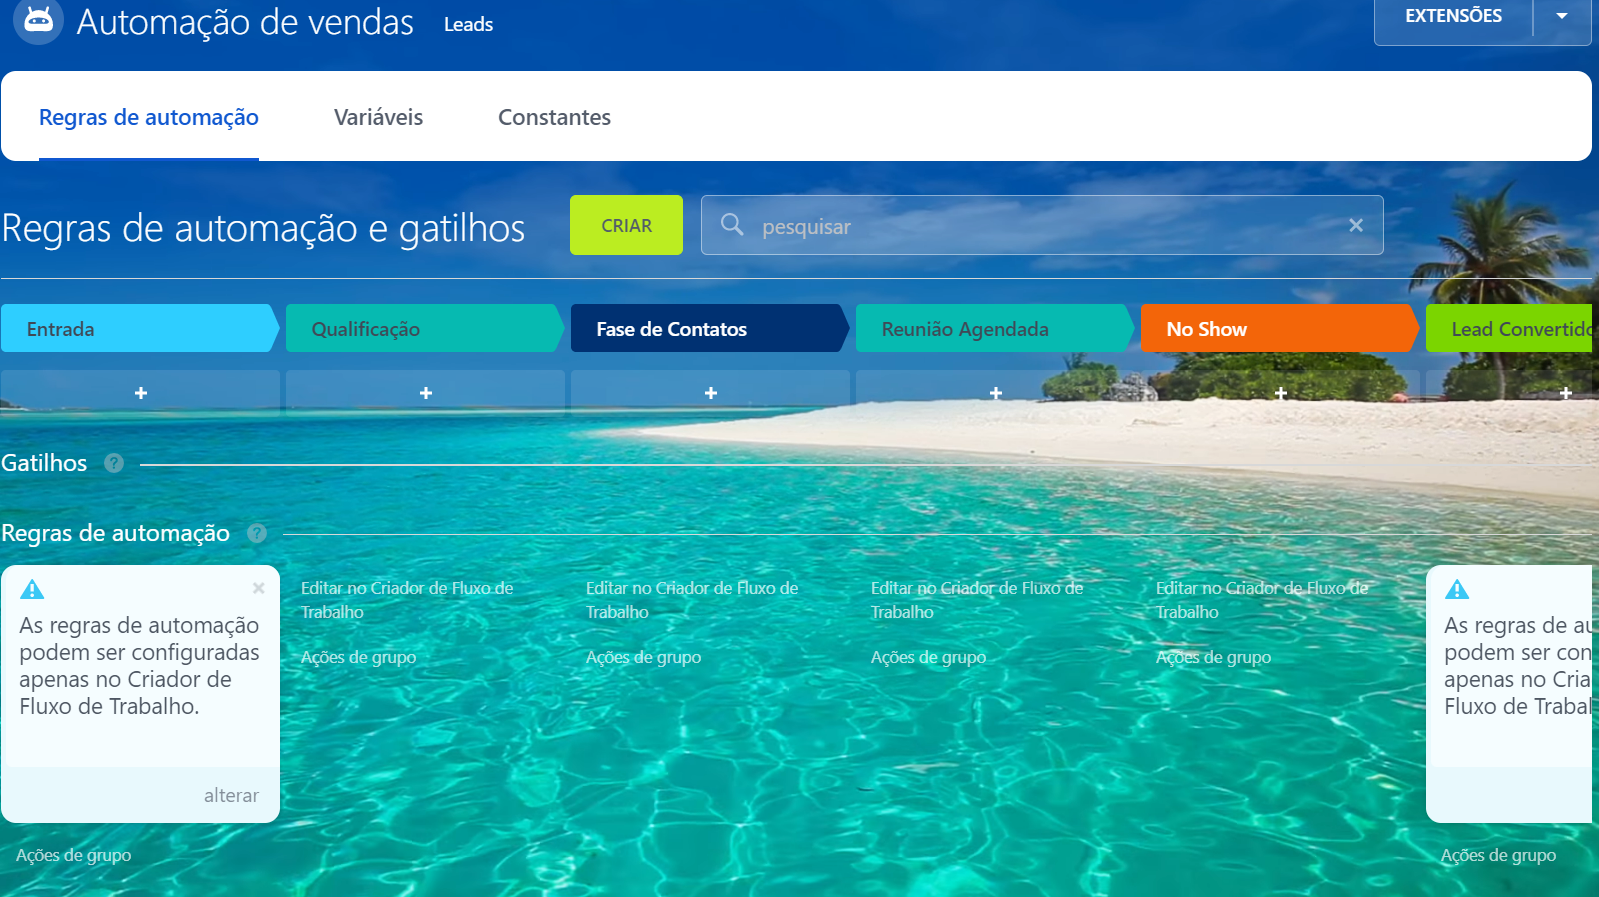 Automação de vendas
Leads
EXTENSÕES
Regras de automação
Variáveis
Constantes
Regras de automação e gatilhos
CRIAR
pesquisar
Entrada
Qualificação
Fase de Contatos
Reunião Agendada
No Show
Lead Convertido
+
+
+
+
+
+
Gatilhos ?
Regras de automação ?
As regras de automação
podem ser configuradas
apenas no Criador de
Fluxo de Trabalho.
alterar
Ações de grupo
Editar no Criador de Fluxo de
Trabalho
Ações de grupo
Editar no Criador de Fluxo de
Trabalho
Ações de grupo
Editar no Criador de Fluxo de
Trabalho
Ações de grupo
Editar no Criador de Fluxo de
Trabalho
Ações de grupo
As regras de au
podem ser con
apenas no Cria
Fluxo de Trabal
Ações de grupo